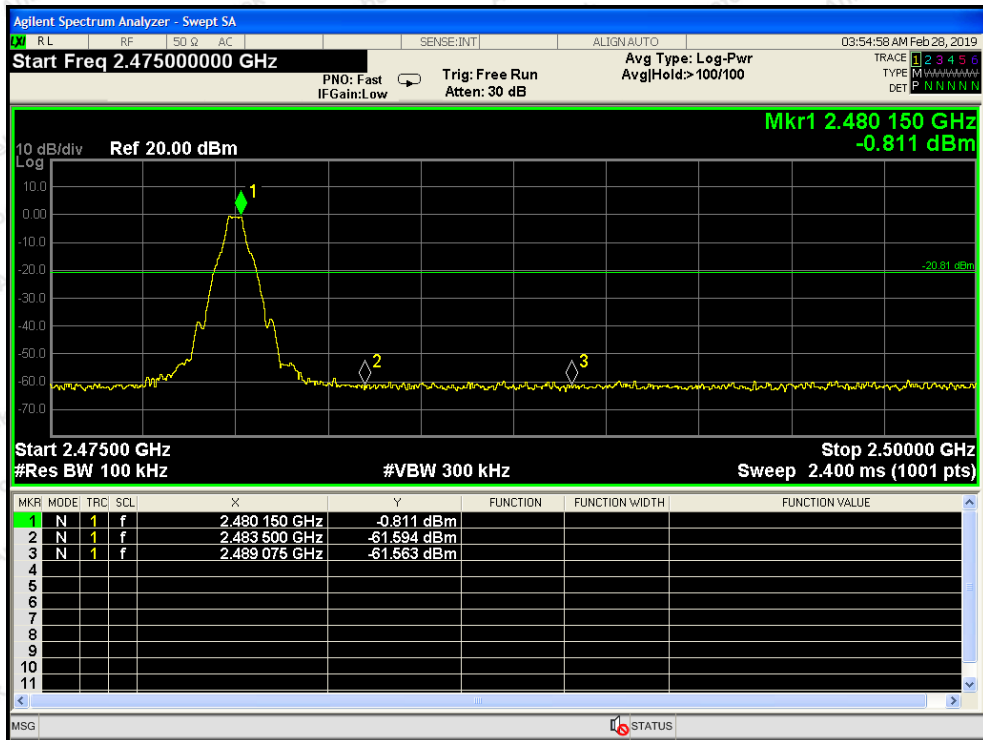 Agilent Spectrum Analyzer - Swept SA
LXI RL RF 50 Ω AC SENSE:INT ALIGNAUTO 03:54:58 AM Feb 28, 2019
Start Freq 2.475000000 GHz Avg Type: Log-Pwr TRACE 1 2 3 4 5 6
PNO: Fast Trig: Free Run Avg|Hold:>100/100 TYPE M WWWWW
IFGain:Low Atten: 30 dB DET P N N N N N
Mkr1 2.480 150 GHz
10 dB/div Ref 20.00 dBm -0.811 dBm
Log
10.0
1
0.00
-10.0
-20.0
-20.81 dBm
-30.0
-40.0
-50.0
2 3
-60.0
-70.0
Start 2.47500 GHz Stop 2.50000 GHz
#Res BW 100 kHz #VBW 300 kHz Sweep 2.400 ms (1001 pts)
MKR MODE TRC SCL X Y FUNCTION FUNCTION WIDTH FUNCTION VALUE
1 N 1 f 2.480 150 GHz -0.811 dBm
2 N 1 f 2.483 500 GHz -61.594 dBm
3 N 1 f 2.489 075 GHz -61.563 dBm
4
5
6
7
8
9
10
11
MSG STATUS